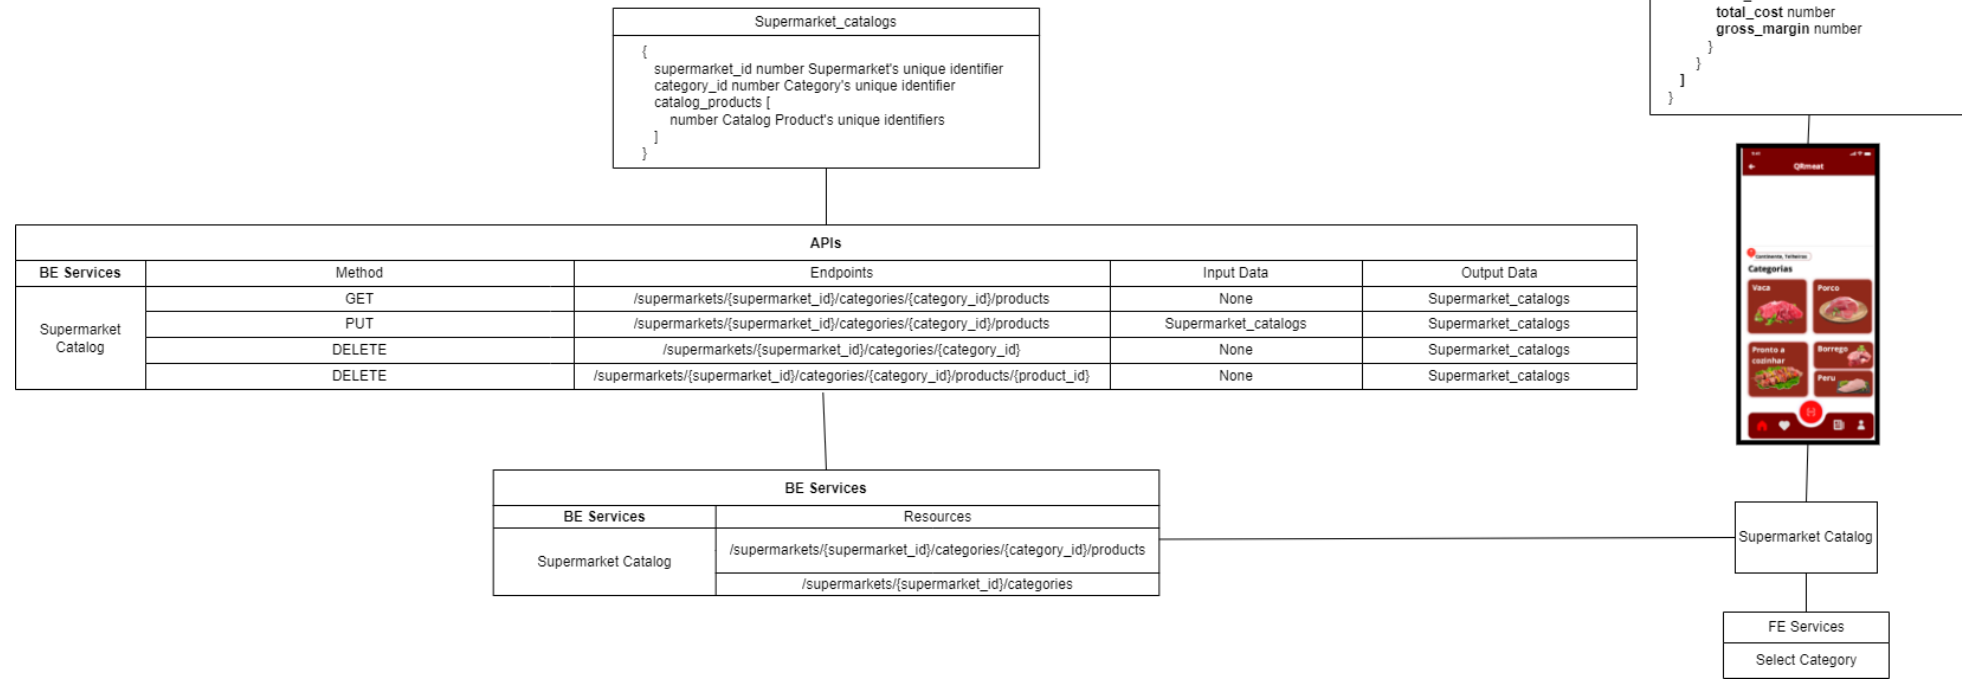 Supermarket_catalogs
{
supermarket_id number Supermarket's unique identifier
category_id number Category's unique identifier
catalog_products [
number Catalog Product's unique identifiers
]
}
total_cost number
gross_margin number
}
}
]
}
APIs
BE Services Method Endpoints Input Data Output Data
Supermarket Catalog
GET /supermarkets/{supermarket_id}/categories/{category_id}/products None Supermarket_catalogs
PUT /supermarkets/{supermarket_id}/categories/{category_id}/products Supermarket_catalogs Supermarket_catalogs
DELETE /supermarkets/{supermarket_id}/categories/{category_id} None Supermarket_catalogs
DELETE /supermarkets/{supermarket_id}/categories/{category_id}/products/{product_id} None Supermarket_catalogs
QRmeat
Continente, Telheiras
Categorias
Vaca
Porco
Pronto a
cozinhar
Borrego
Peru
BE Services
BE Services Resources
Supermarket Catalog
/supermarkets/{supermarket_id}/categories/{category_id}/products
/supermarkets/{supermarket_id}/categories
Supermarket Catalog
FE Services
Select Category